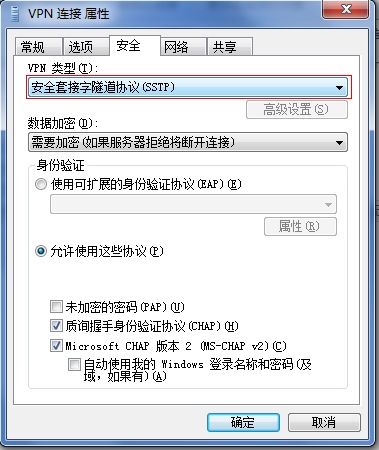 VPN 连接 属性
常规 选项 安全 网络 共享
VPN 类型(T):
安全套接字隧道协议(SSTP)
高级设置(S)
数据加密(D):
需要加密(如果服务器拒绝将断开连接)
身份验证
使用可扩展的身份验证协议(EAP)(E)
属性(R)
允许使用这些协议(P)
未加密的密码(PAP)(U)
质询握手身份验证协议(CHAP)(H)
Microsoft CHAP 版本 2 (MS-CHAP v2)(C)
自动使用我的 Windows 登录名称和密码(及
域，如果有)(A)
确定 取消